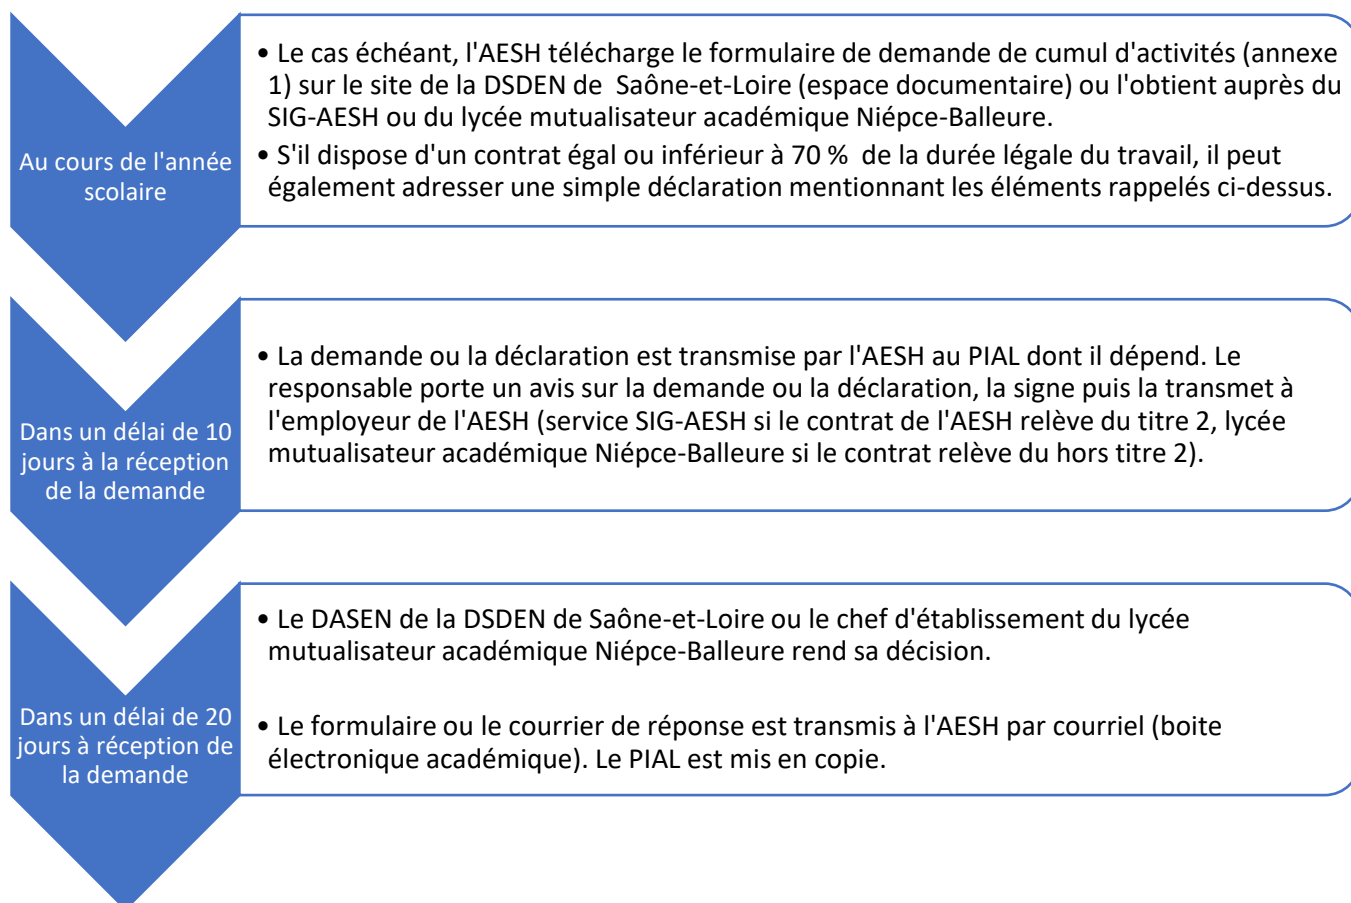 Au cours de l'année
scolaire
• Le cas échéant, l'AESH télécharge le formulaire de demande de cumul d'activités (annexe
1) sur le site de la DSDEN de  Saône-et-Loire (espace documentaire) ou l'obtient auprès du
SIG-AESH ou du lycée mutualisateur académique Niépce-Balleure.
• S'il dispose d'un contrat égal ou inférieur à 70 %  de la durée légale du travail, il peut
également adresser une simple déclaration mentionnant les éléments rappelés ci-dessus.
Dans un délai de 10
jours à la réception
de la demande
• La demande ou la déclaration est transmise par l'AESH au PIAL dont il dépend. Le
responsable porte un avis sur la demande ou la déclaration, la signe puis la transmet à
l'employeur de l'AESH (service SIG-AESH si le contrat de l'AESH relève du titre 2, lycée
mutualisateur académique Niépce-Balleure si le contrat relève du hors titre 2).
Dans un délai de 20
jours à réception de
la demande
• Le DASEN de la DSDEN de Saône-et-Loire ou le chef d'établissement du lycée
mutualisateur académique Niépce-Balleure rend sa décision.
• Le formulaire ou le courrier de réponse est transmis à l'AESH par courriel (boite
électronique académique). Le PIAL est mis en copie.